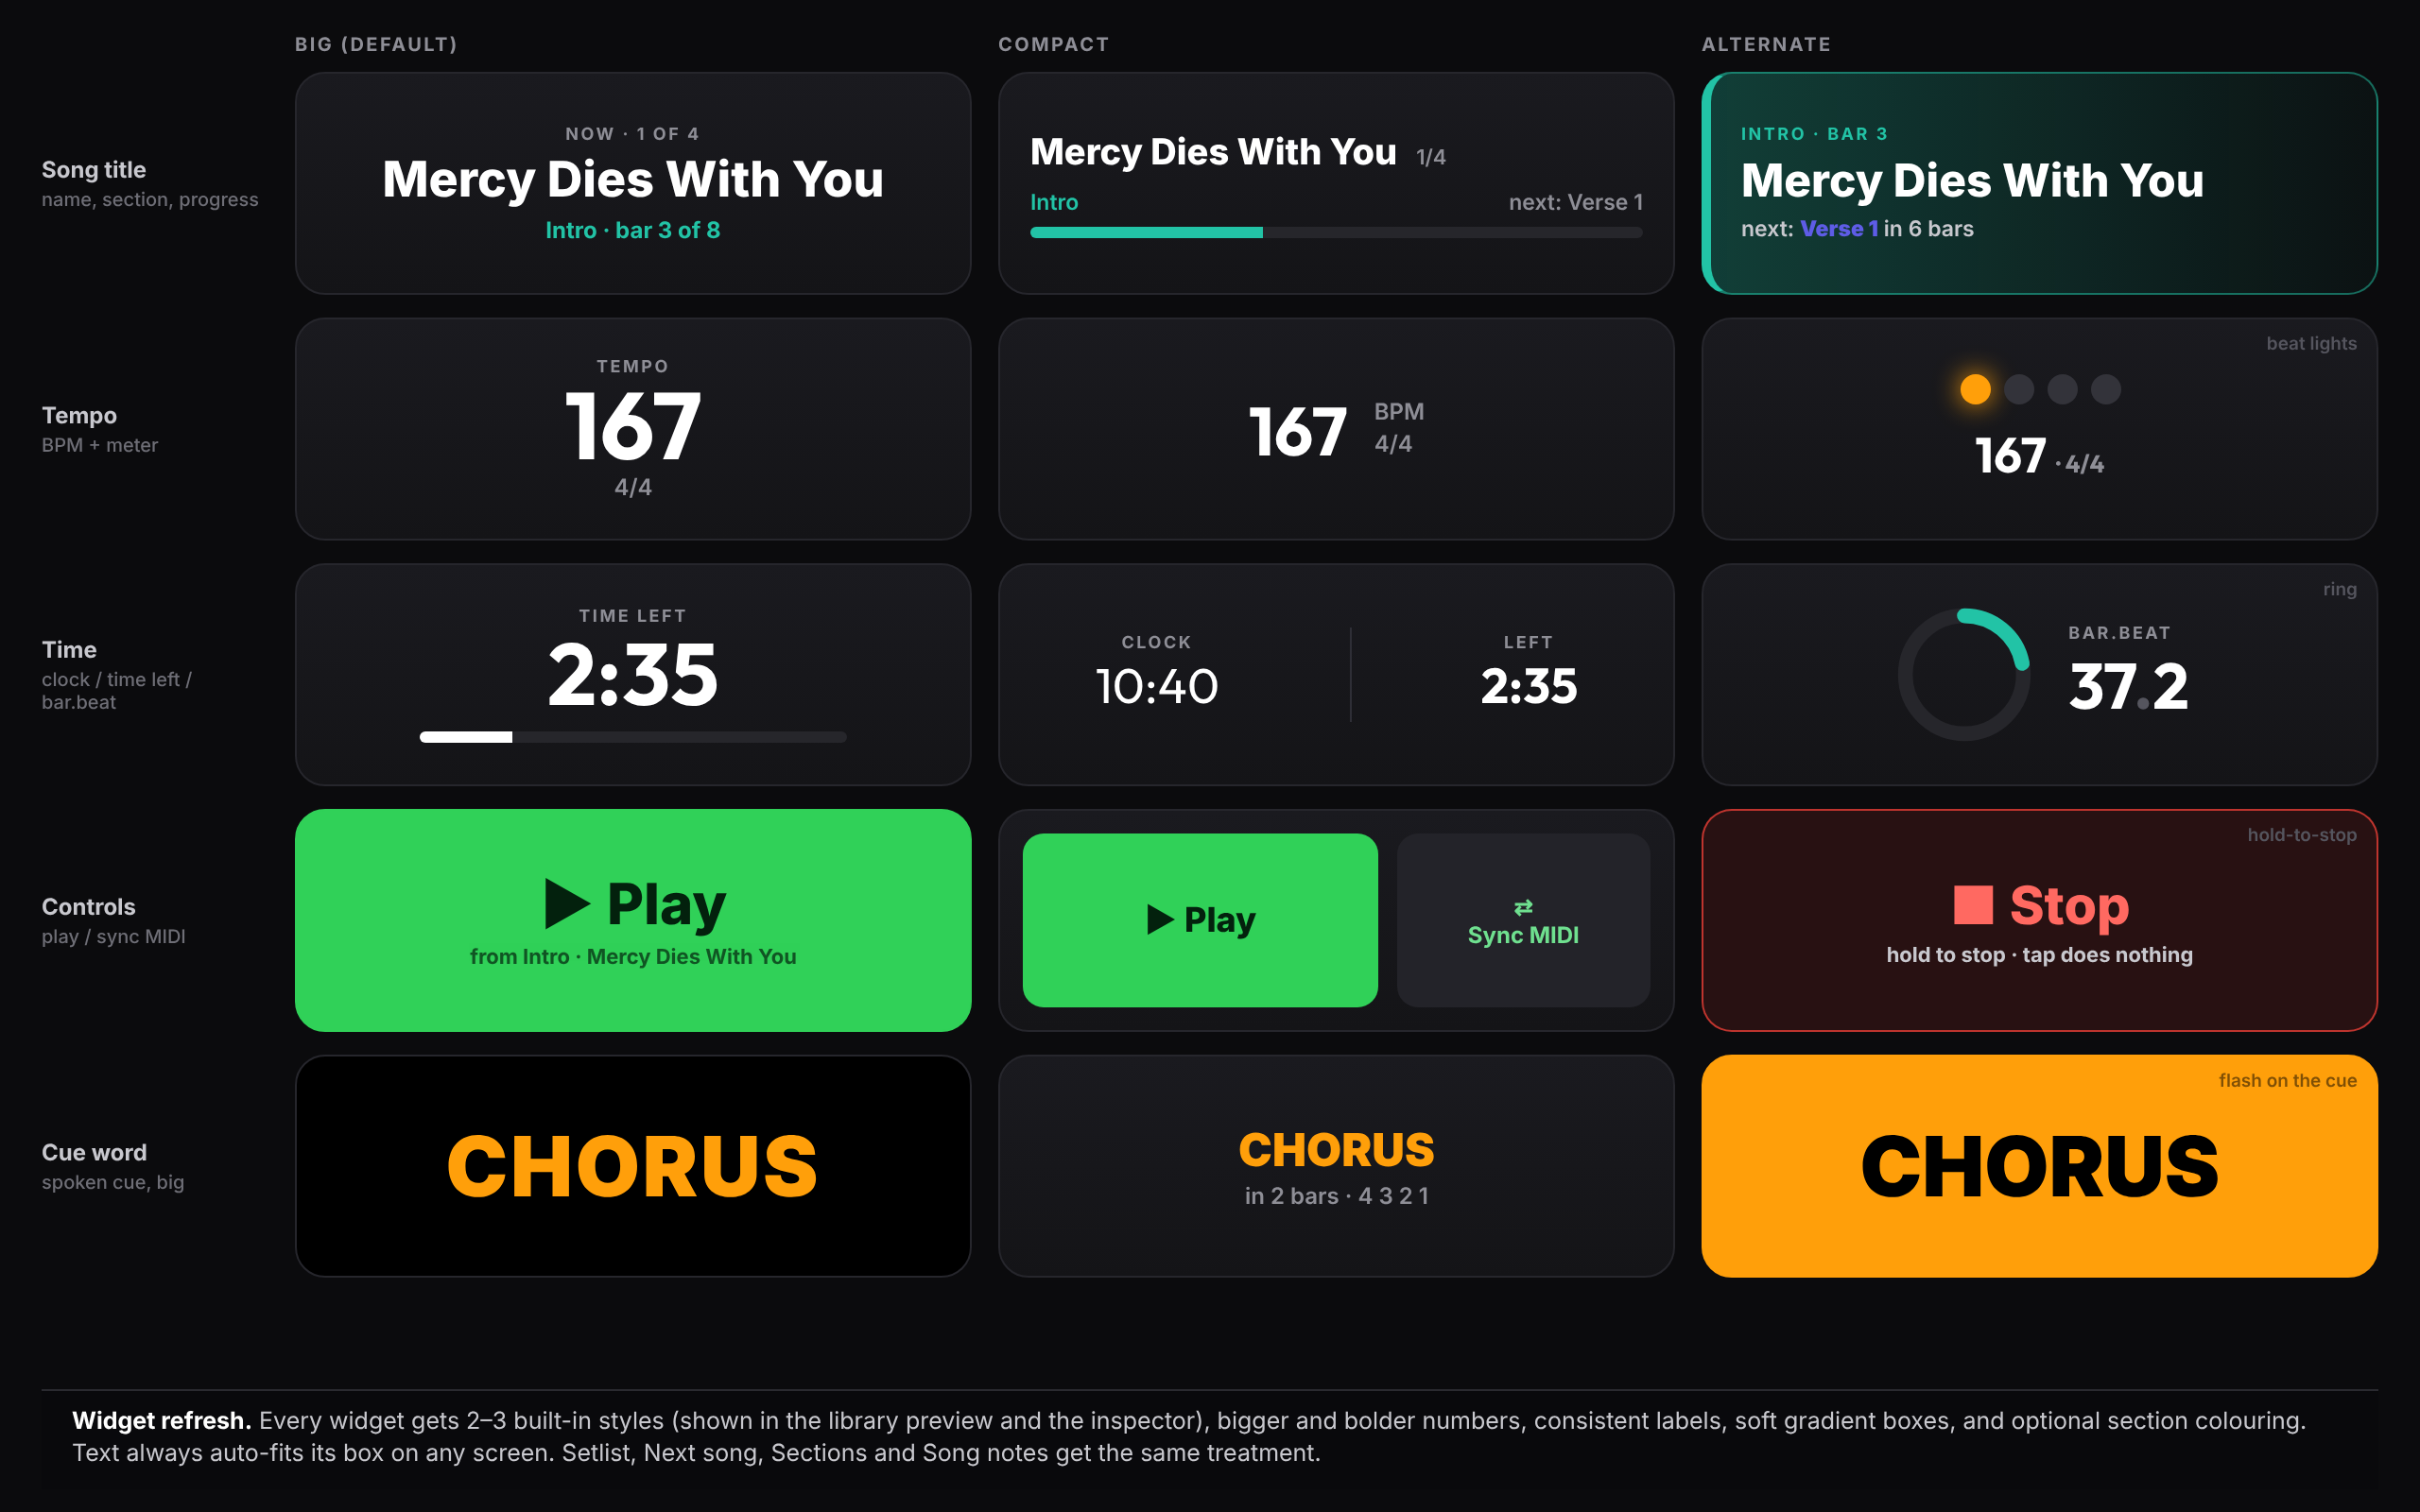 BIG (DEFAULT)
COMPACT
ALTERNATE
Song title
name, section, progress
NOW · 1 OF 4
Mercy Dies With You
Intro · bar 3 of 8
Mercy Dies With You 1/4
Intro
next: Verse 1
INTRO · BAR 3
Mercy Dies With You
next: Verse 1 in 6 bars
Tempo
BPM + meter
TEMPO
167
4/4
167
BPM
4/4
beat lights
167 · 4/4
Time
clock / time left /
bar.beat
TIME LEFT
2:35
CLOCK
10:40
LEFT
2:35
ring
BAR.BEAT
37.2
Controls
play / sync MIDI
▶ Play
from Intro · Mercy Dies With You
▶ Play
⇄
Sync MIDI
hold-to-stop
■ Stop
hold to stop · tap does nothing
Cue word
spoken cue, big
CHORUS
CHORUS
in 2 bars · 4 3 2 1
flash on the cue
CHORUS
Widget refresh. Every widget gets 2–3 built-in styles (shown in the library preview and the inspector), bigger and bolder numbers, consistent labels, soft gradient boxes, and optional section colouring.
Text always auto-fits its box on any screen. Setlist, Next song, Sections and Song notes get the same treatment.